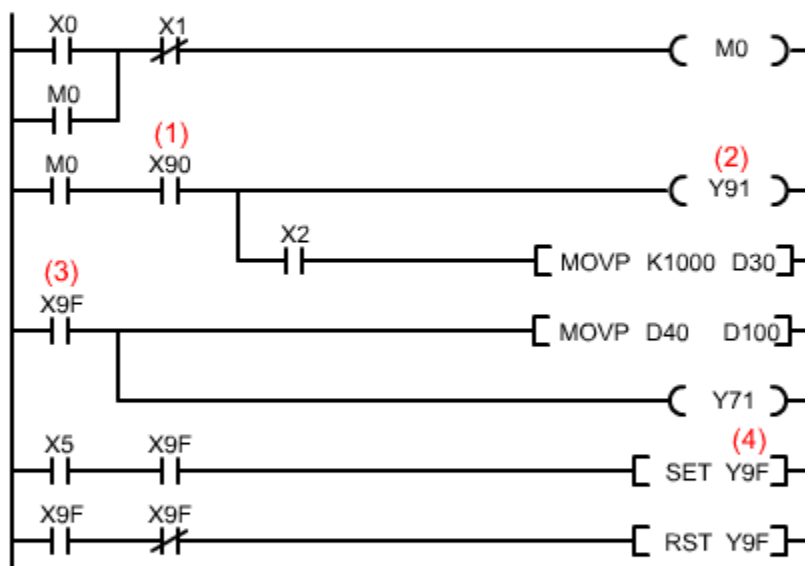 X0 X1
M0
M0
(1) (2)
M0 X90 Y91
X2
MOVP K1000 D30
(3)
X9F
MOVP D40 D100
Y71
X5 X9F (4)
SET Y9F
X9F X9F
RST Y9F